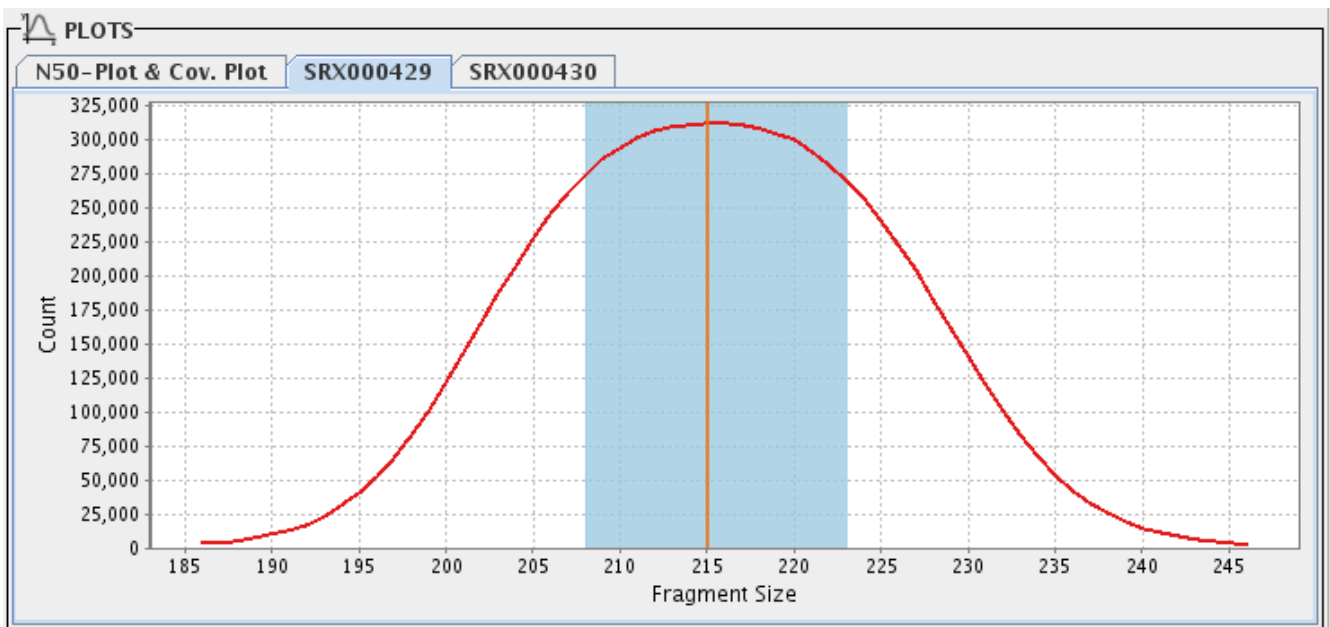 PLOTS
N50-Plot & Cov. Plot SRX000429 SRX000430
325,000
300,000
275,000
250,000
225,000
200,000
175,000
150,000
125,000
100,000
75,000
50,000
25,000
0
Count
185 190 195 200 205 210 215 220 225 230 235 240 245
Fragment Size